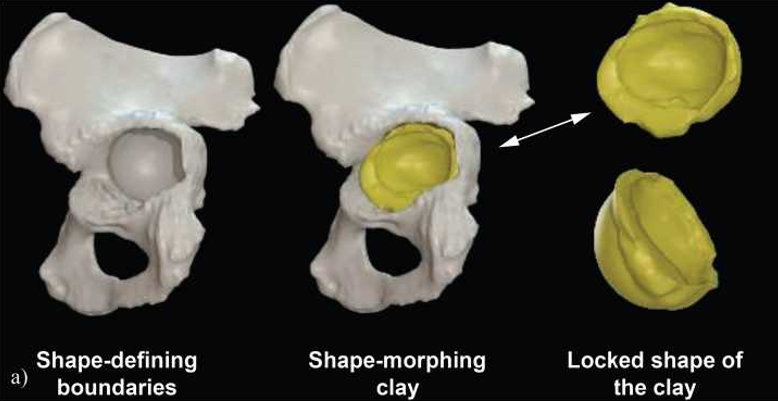 Shape-defining
boundaries
Shape-morphing
clay
Locked shape of
the clay
a)